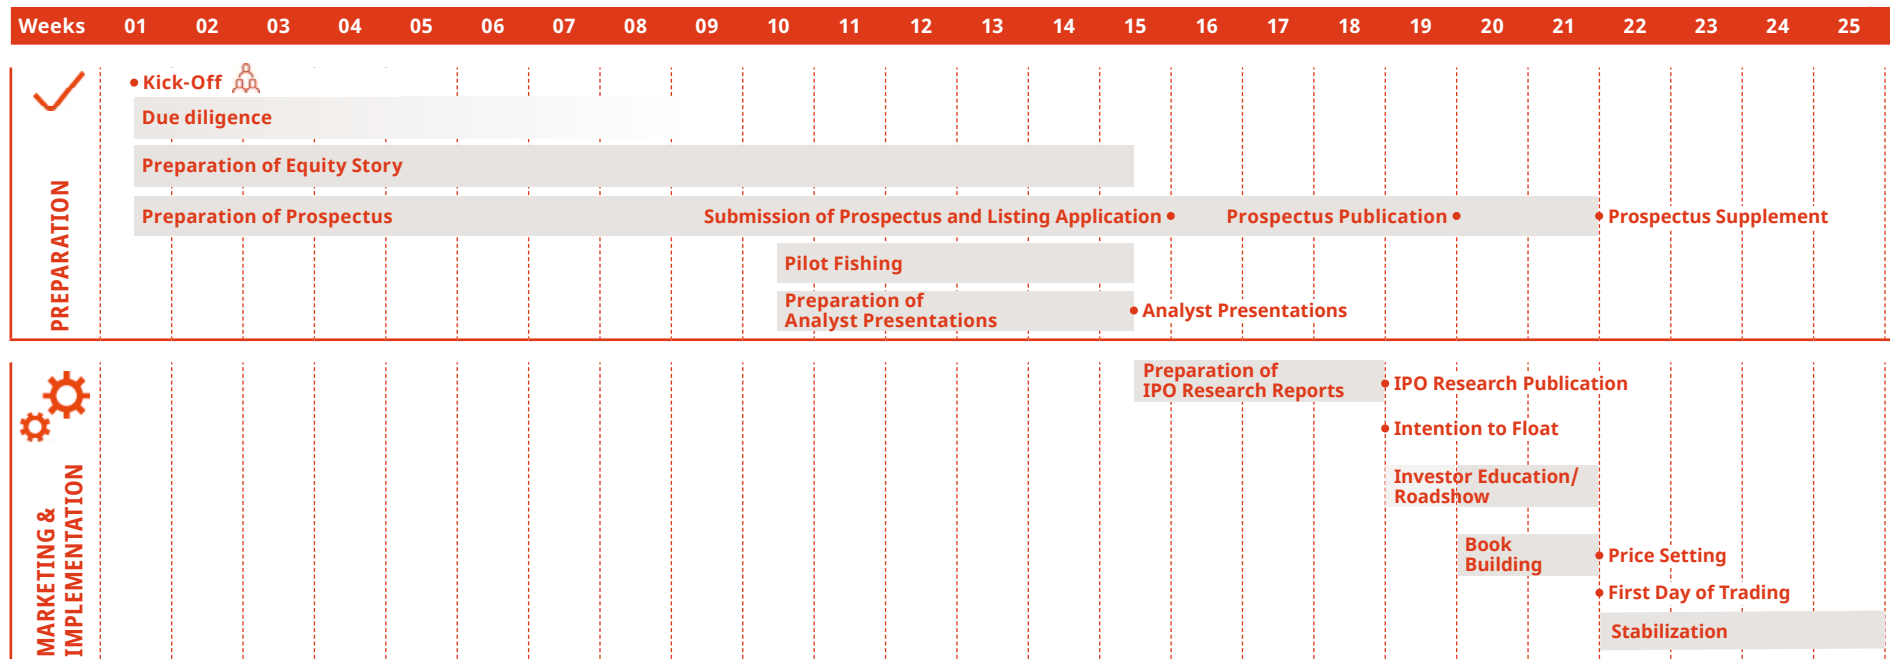 Weeks 01 02 03 04 05 06 07 08 09 10 11 12 13 14 15 16 17 18 19 20 21 22 23 24 25
PREPARATION
Kick-Off
Due diligence
Preparation of Equity Story
Preparation of Prospectus Submission of Prospectus and Listing Application Prospectus Publication Prospectus Supplement
Pilot Fishing
Preparation of
Analyst Presentations
Analyst Presentations
MARKETING &
IMPLEMENTATION
Preparation of
IPO Research Reports
IPO Research Publication
Intention to Float
Investor Education/
Roadshow
Book
Building
Price Setting
First Day of Trading
Stabilization